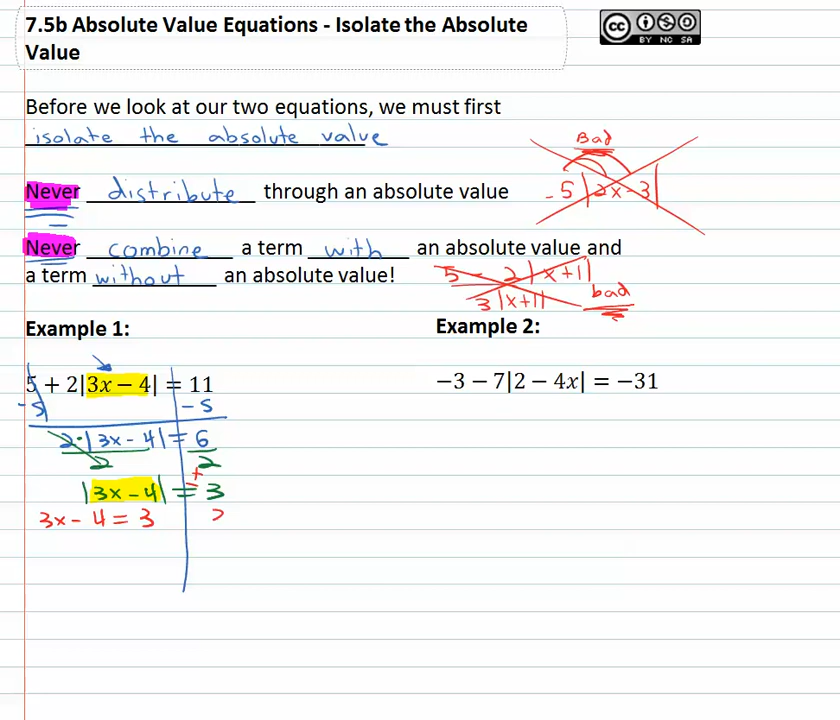 7.5b Absolute Value Equations - Isolate the Absolute
Value
cc BY NC SA
Before we look at our two equations, we must first
isolate the absolute value
Bad
Never distribute through an absolute value
-5|2x-3|
Never combine a term with an absolute value and
a term without an absolute value!
5 - 2|x+1|
3|x+1|
bad
Example 1:
5 + 2|3x − 4| = 11
-5 -5
2·|3x-4| = 6
2 2
|3x-4| = ±3
3x-4=3
Example 2:
−3 − 7|2 − 4x| = −31